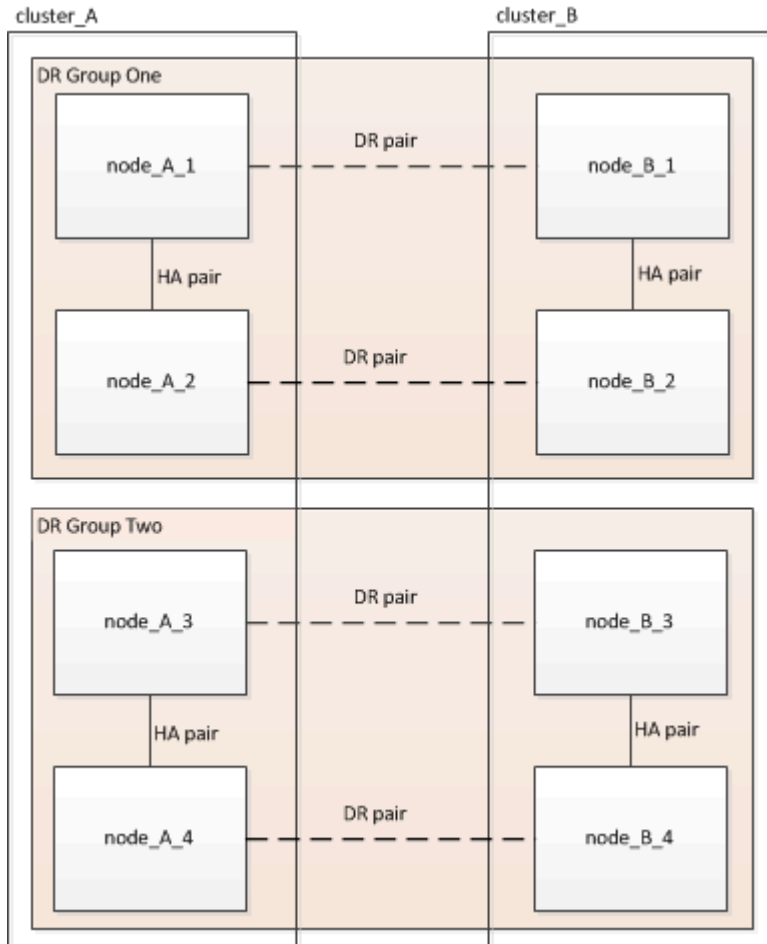 cluster_A
cluster_B
DR Group One
node_A_1
DR pair
node_B_1
HA pair
HA pair
node_A_2
DR pair
node_B_2
DR Group Two
node_A_3
DR pair
node_B_3
HA pair
HA pair
node_A_4
DR pair
node_B_4